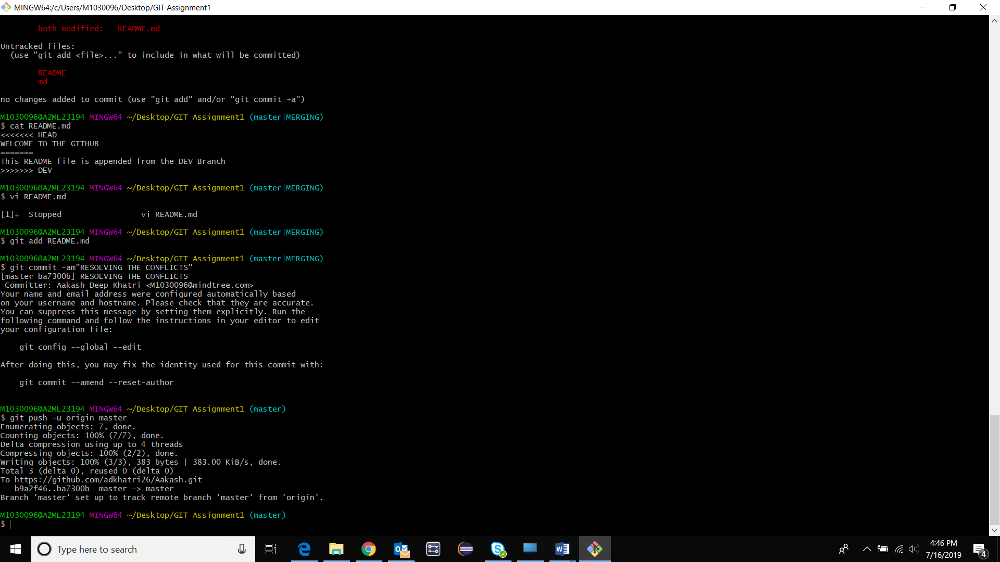 MINGW64:/c/Users/M1030096/Desktop/GIT Assignment1
both modified:   README.md
Untracked files:
(use "git add <file>..." to include in what will be committed)
README
md
no changes added to commit (use "git add" and/or "git commit -a")
M1030096@A2ML23194 MINGW64 ~/Desktop/GIT Assignment1 (master|MERGING)
$ cat README.md
<<<<<<< HEAD
WELCOME TO THE GITHUB
=======
This README file is appended from the DEV Branch
>>>>>>> DEV
M1030096@A2ML23194 MINGW64 ~/Desktop/GIT Assignment1 (master|MERGING)
$ vi README.md
[1]+  Stopped                 vi README.md
M1030096@A2ML23194 MINGW64 ~/Desktop/GIT Assignment1 (master|MERGING)
$ git add README.md
M1030096@A2ML23194 MINGW64 ~/Desktop/GIT Assignment1 (master|MERGING)
$ git commit -am"RESOLVING THE CONFLICTS"
[master ba7300b] RESOLVING THE CONFLICTS
Committer: Aakash Deep Khatri <M1030096@mindtree.com>
Your name and email address were configured automatically based
on your username and hostname. Please check that they are accurate.
You can suppress this message by setting them explicitly. Run the
following command and follow the instructions in your editor to edit
your configuration file:
git config --global --edit
After doing this, you may fix the identity used for this commit with:
git commit --amend --reset-author
M1030096@A2ML23194 MINGW64 ~/Desktop/GIT Assignment1 (master)
$ git push -u origin master
Enumerating objects: 7, done.
Counting objects: 100% (7/7), done.
Delta compression using up to 4 threads
Compressing objects: 100% (2/2), done.
Writing objects: 100% (3/3), 383 bytes | 383.00 KiB/s, done.
Total 3 (delta 0), reused 0 (delta 0)
To https://github.com/adkhatri26/Aakash.git
b9a2f46..ba7300b  master -> master
Branch 'master' set up to track remote branch 'master' from 'origin'.
M1030096@A2ML23194 MINGW64 ~/Desktop/GIT Assignment1 (master)
$
Type here to search
4:46 PM
7/16/2019
4